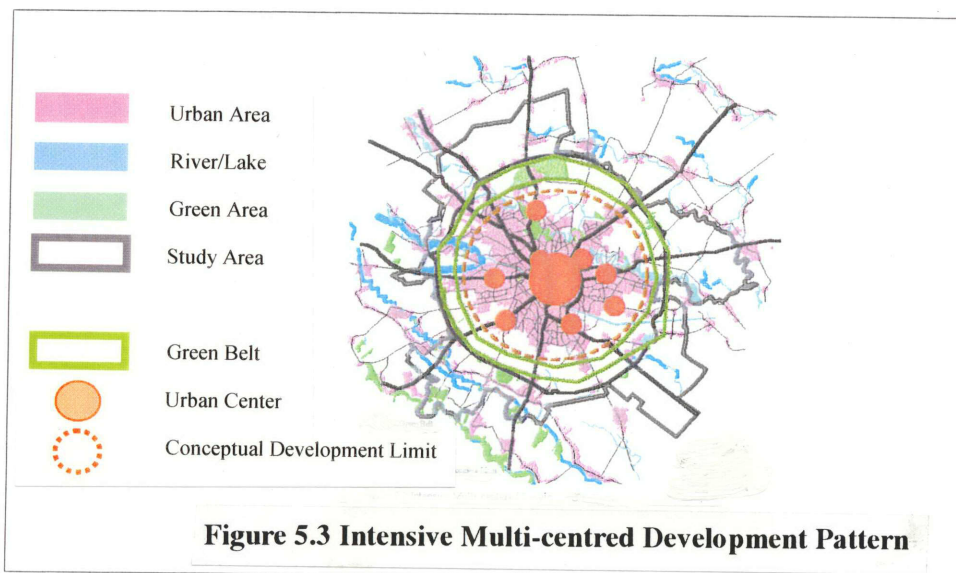 Urban Area
River/Lake
Green Area
Study Area
Green Belt
Urban Center
Conceptual Development Limit
Figure 5.3 Intensive Multi-centred Development Pattern